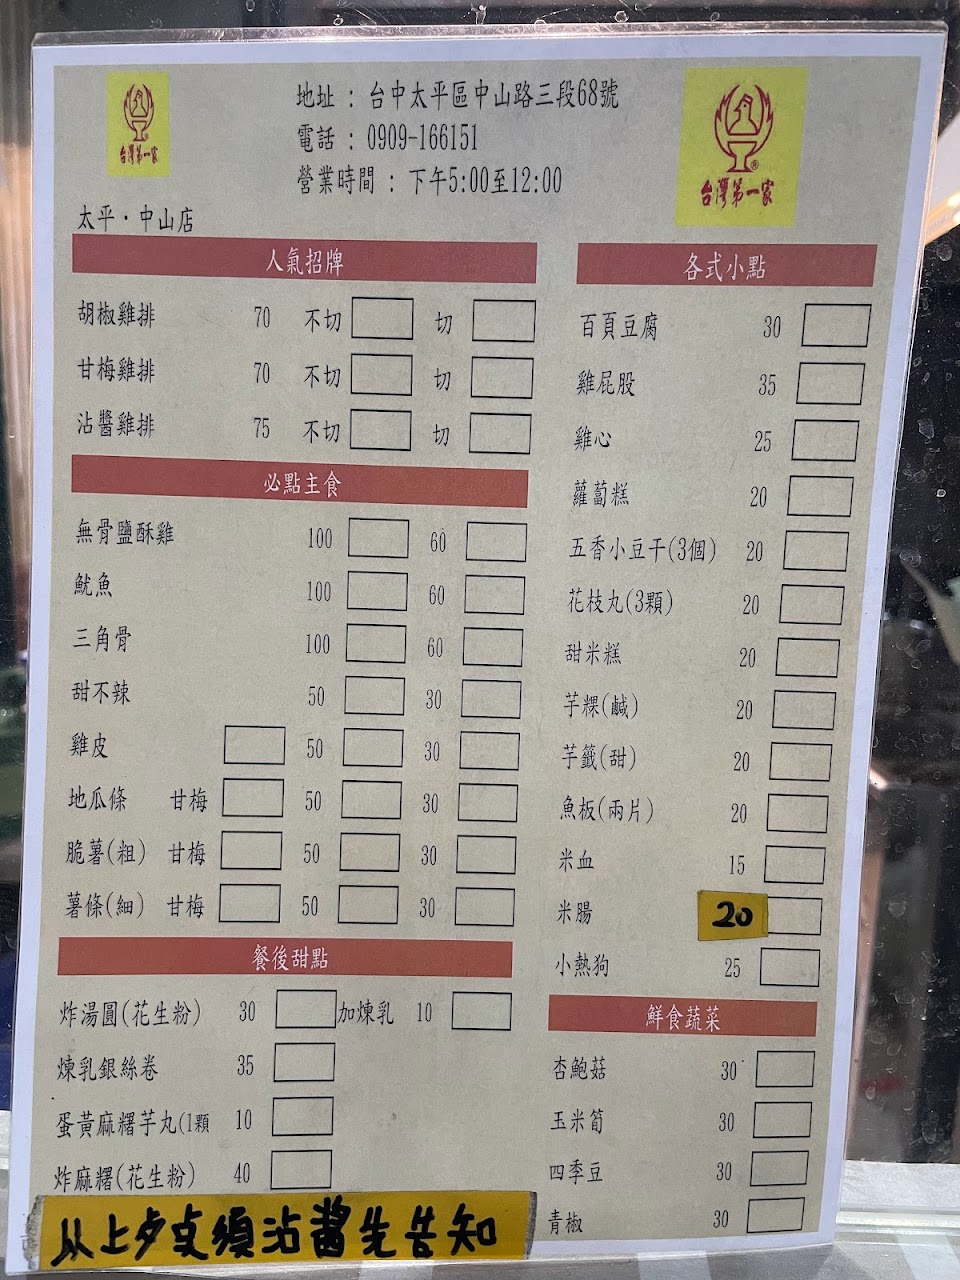 台灣第一家
地址：台中太平區中山路三段68號
電話：0909-166151
營業時間：下午5:00至12:00
®
台灣第一家
太平·中山店
人氣招牌
胡椒雞排 70 不切 切
甘梅雞排 70 不切 切
沾醬雞排 75 不切 切
必點主食
無骨鹽酥雞 100 60
魷魚 100 60
三角骨 100 60
甜不辣 50 30
雞皮 50 30
地瓜條 甘梅 50 30
脆薯(粗) 甘梅 50 30
薯條(細) 甘梅 50 30
餐後甜點
炸湯圓(花生粉) 30 加煉乳 10
煉乳銀絲卷 35
蛋黃麻糬芋丸(1顆 10
炸麻糬(花生粉) 40
各式小點
百頁豆腐 30
雞屁股 35
雞心 25
蘿蔔糕 20
五香小豆干(3個) 20
花枝丸(3顆) 20
甜米糕 20
芋粿(鹹) 20
芋籤(甜) 20
魚板(兩片) 20
米血 15
米腸 20
小熱狗 25
鮮食蔬菜
杏鮑菇 30
玉米筍 30
四季豆 30
青椒 30
須沾醬先告知